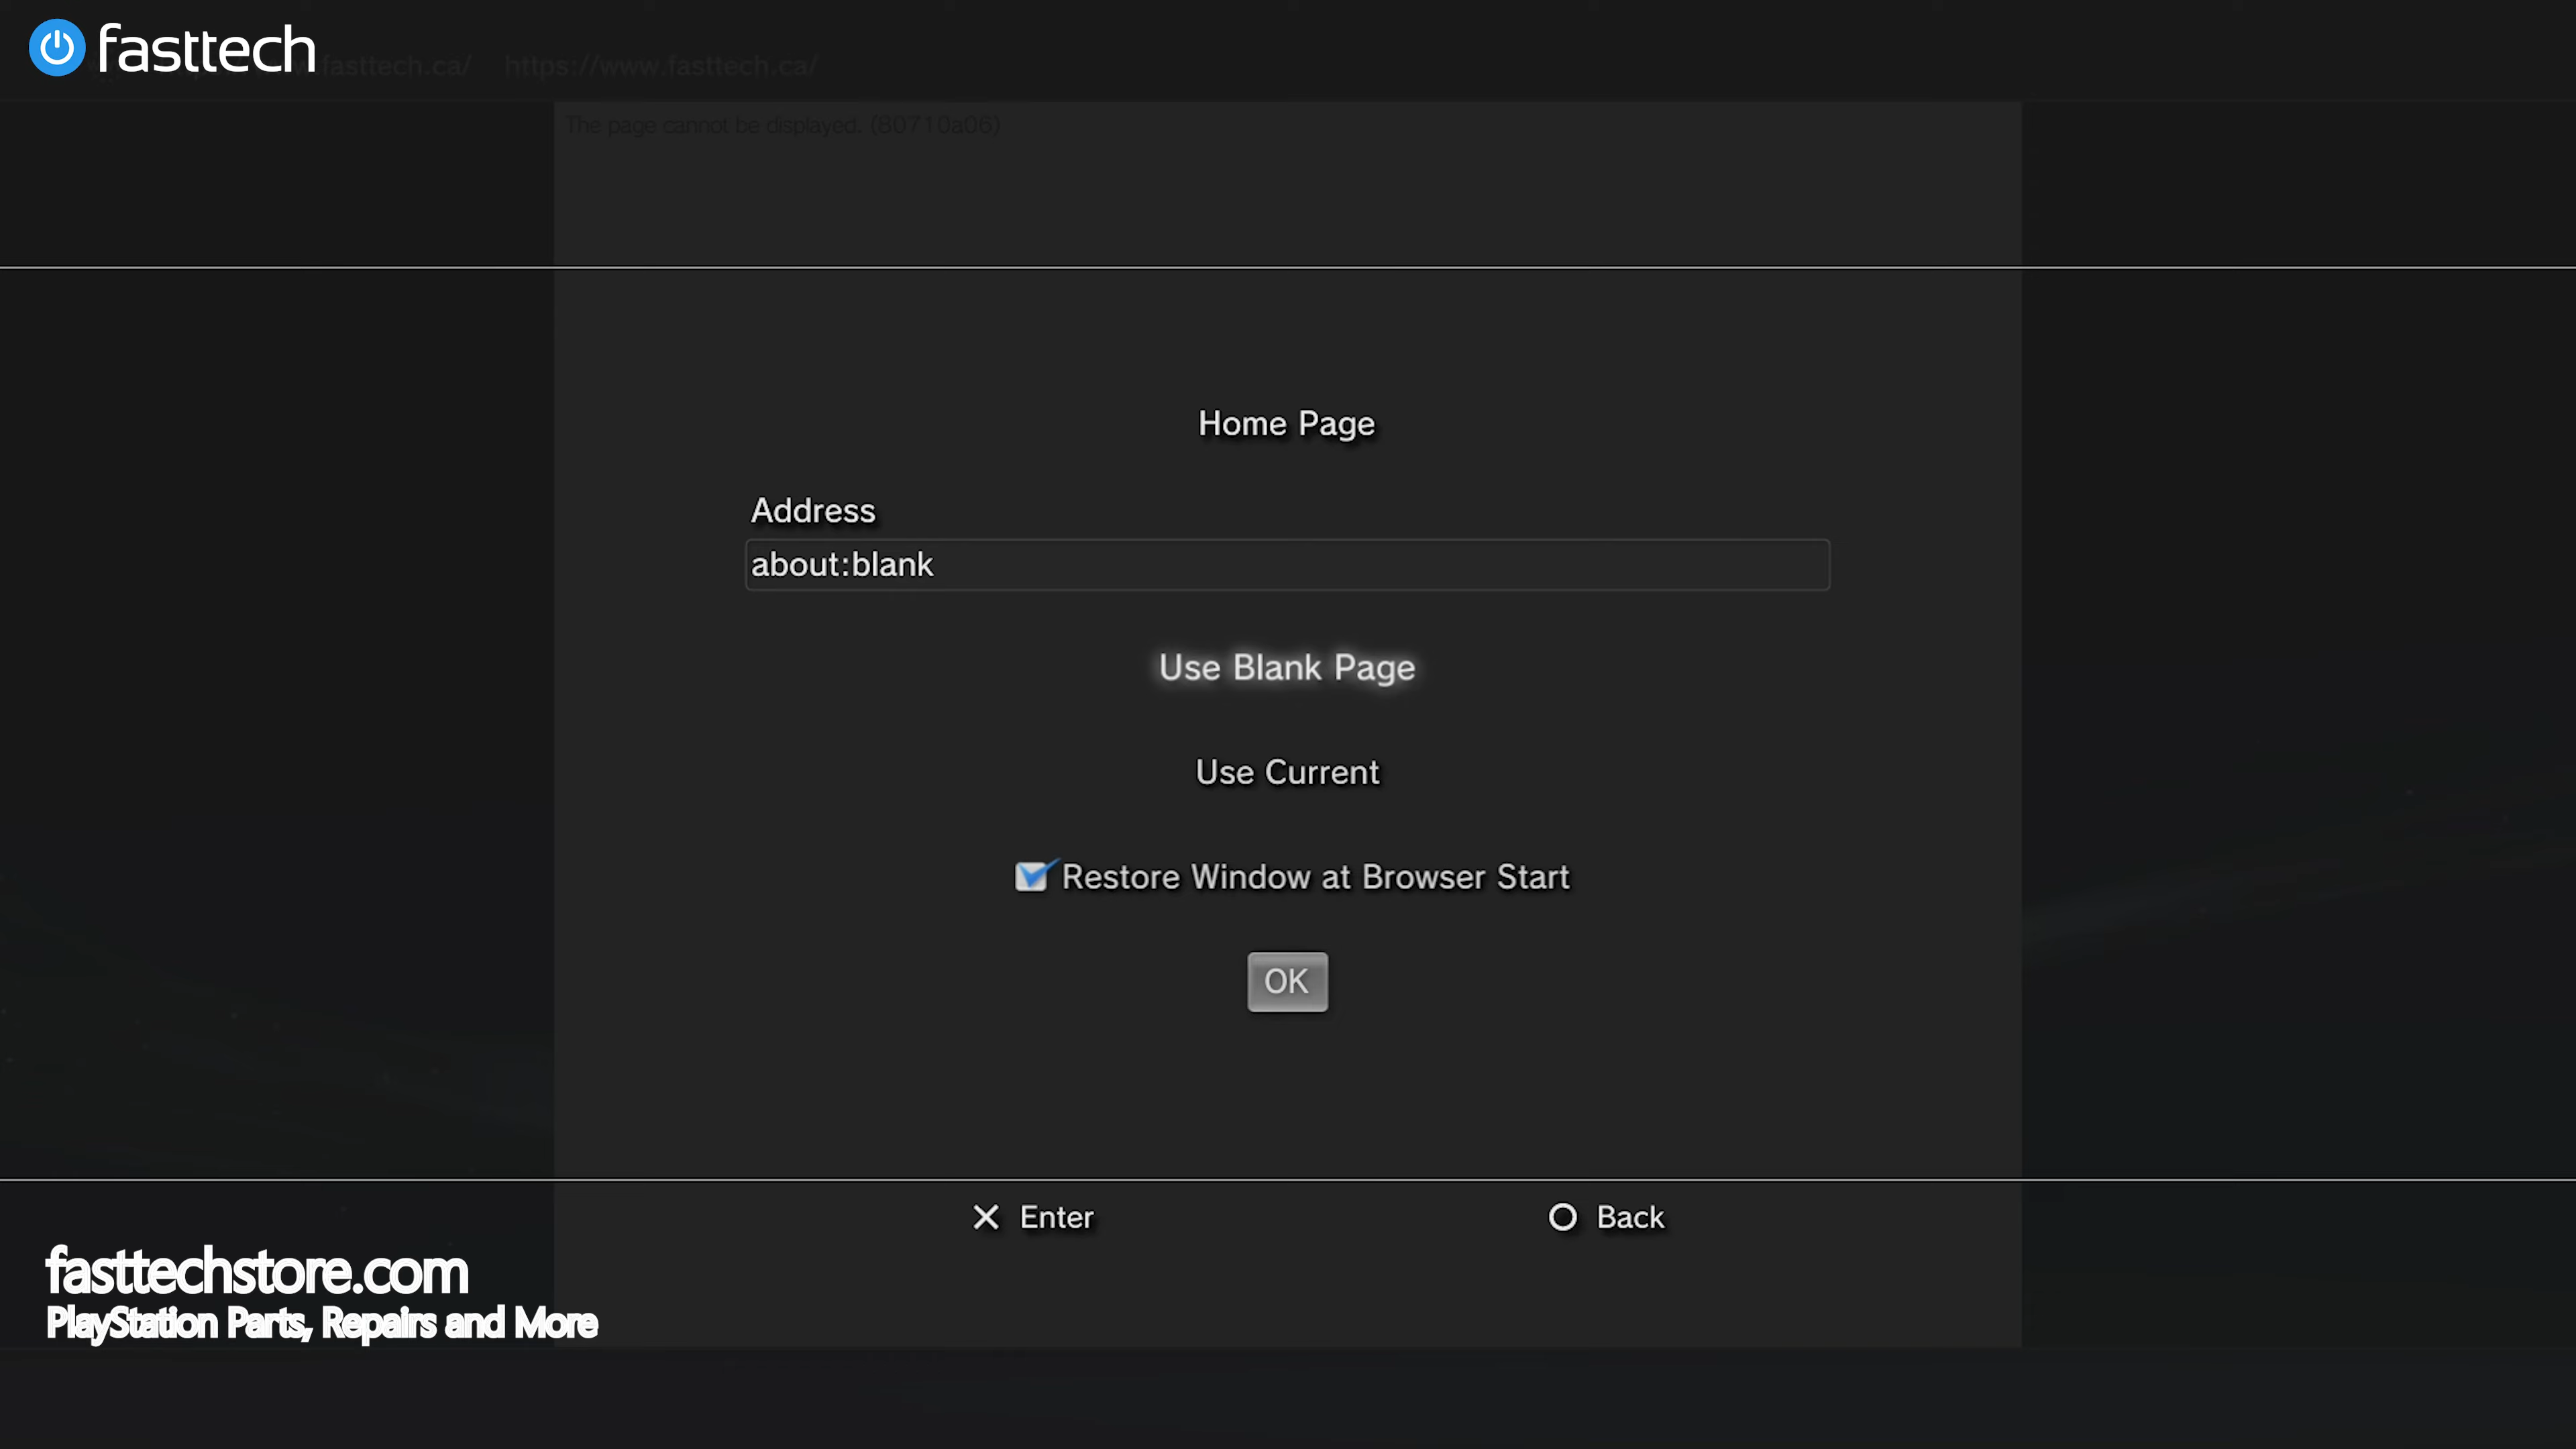 fasttech
w.fasttech.ca/ https://www.fasttech.ca/
The page cannot be displayed. (80710a06)
Home Page
Address
about:blank
Use Blank Page
Use Current
Restore Window at Browser Start
OK
Enter Back
fasttechstore.com
PlayStation Parts, Repairs and More